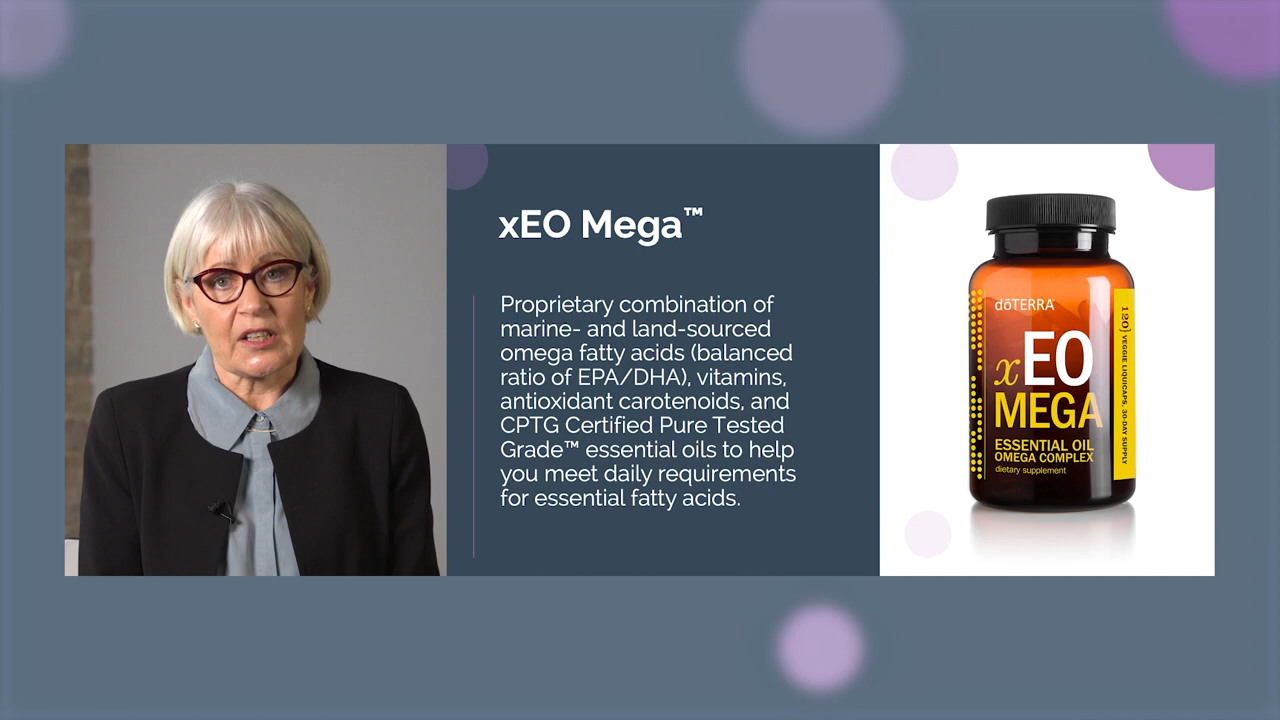 xEO Mega™
Proprietary combination of
marine- and land-sourced
omega fatty acids (balanced
ratio of EPA/DHA), vitamins,
antioxidant carotenoids, and
CPTG Certified Pure Tested
Grade™ essential oils to help
you meet daily requirements
for essential fatty acids.
dōTERRA
xEO
MEGA
ESSENTIAL OIL
OMEGA COMPLEX
dietary supplement
120} VEGGIE LIQUICAPS, 30-DAY SUPPLY